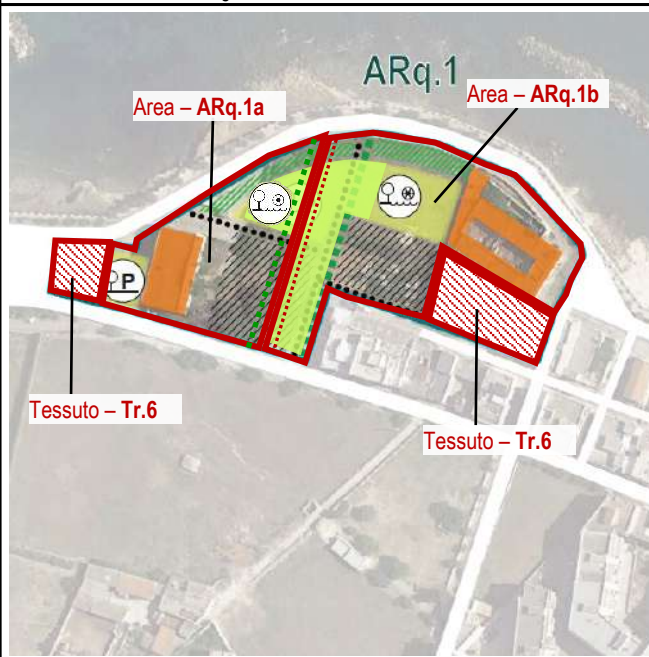 ARq.1
Area – ARq.1a
Area – ARq.1b
P
Tessuto – Tr.6
Tessuto – Tr.6